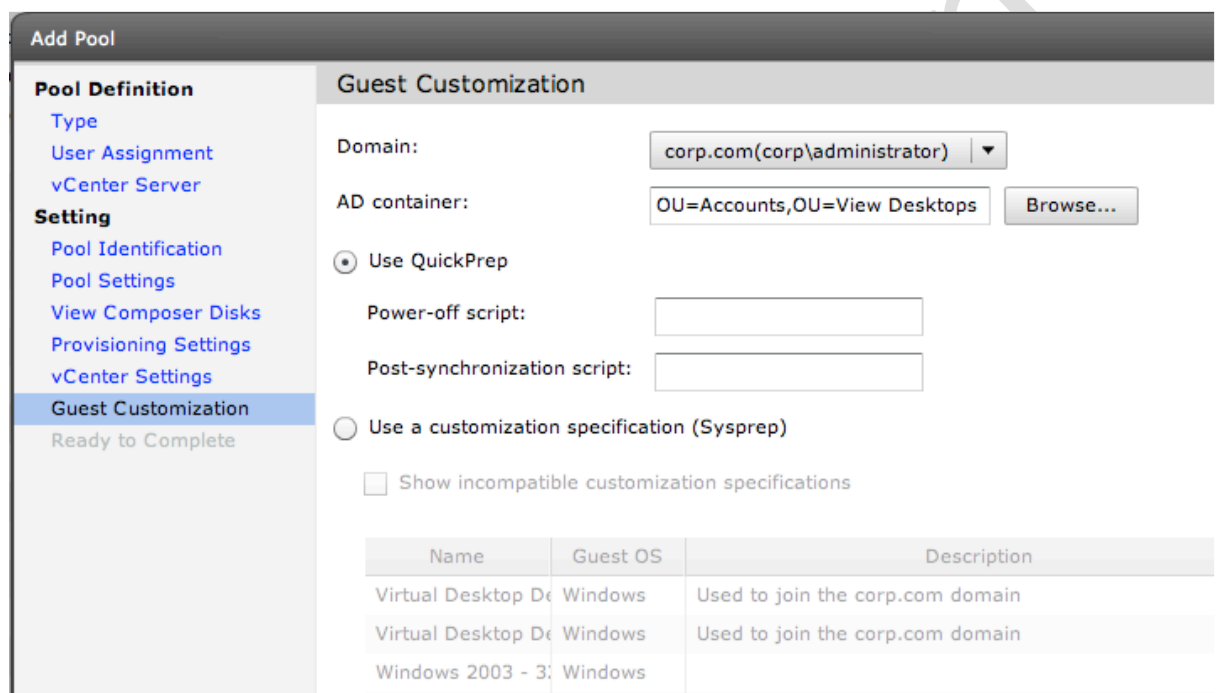 Add Pool
Pool Definition
Type
User Assignment
vCenter Server
Setting
Pool Identification
Pool Settings
View Composer Disks
Provisioning Settings
vCenter Settings
Guest Customization
Ready to Complete
Guest Customization
Domain: corp.com(corp\administrator)
AD container: OU=Accounts,OU=View Desktops Browse...
Use QuickPrep
Power-off script:
Post-synchronization script:
Use a customization specification (Sysprep)
Show incompatible customization specifications
Name Guest OS Description
Virtual Desktop Windows Used to join the corp.com domain
Virtual Desktop Windows Used to join the corp.com domain
Windows 2003 - Windows